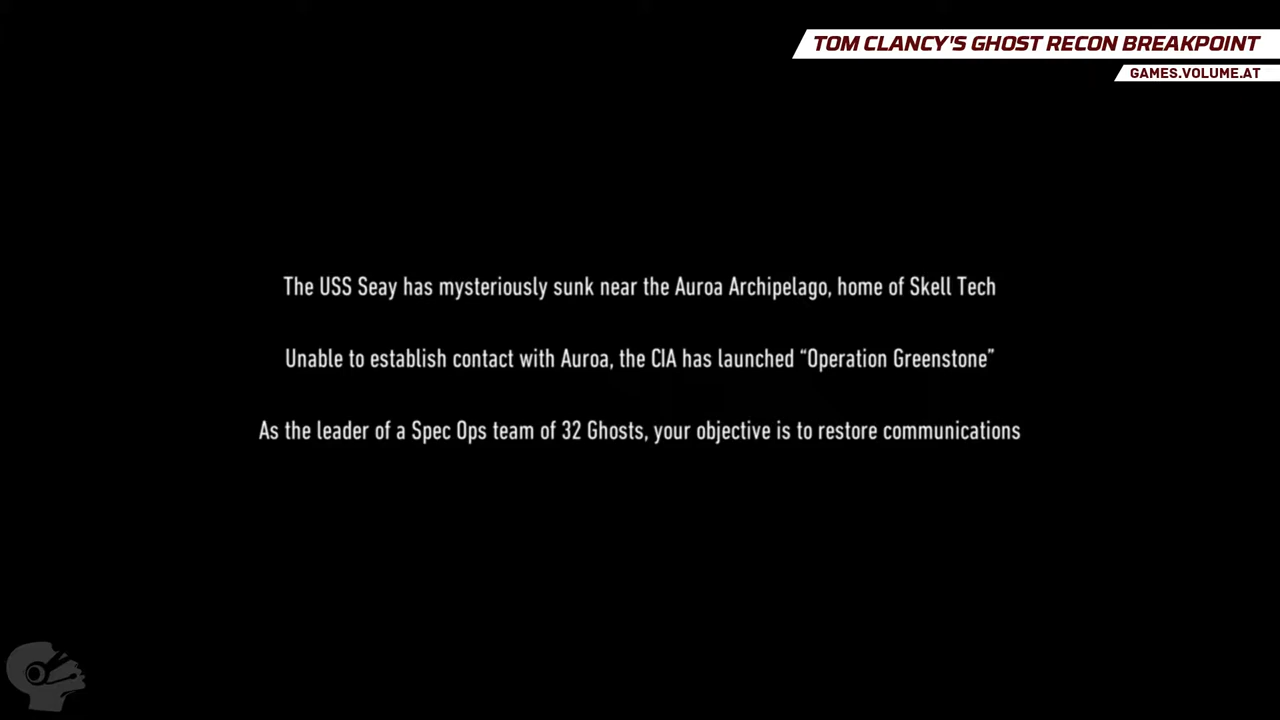 TOM CLANCY'S GHOST RECON BREAKPOINT
GAMES.VOLUME.AT
The USS Seay has mysteriously sunk near the Auroa Archipelago, home of Skell Tech
Unable to establish contact with Auroa, the CIA has launched “Operation Greenstone”
As the leader of a Spec Ops team of 32 Ghosts, your objective is to restore communications